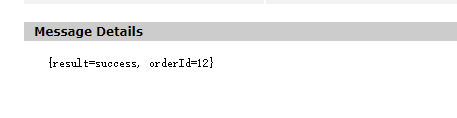 Message Details
{result=success, orderId=12}